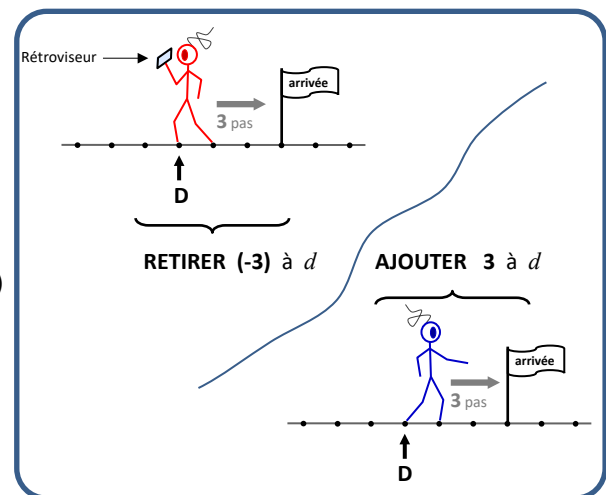 Rétroviseur
arrivée
3 pas
D
RETIRER (-3) à d
AJOUTER 3 à d
arrivée
3 pas
D